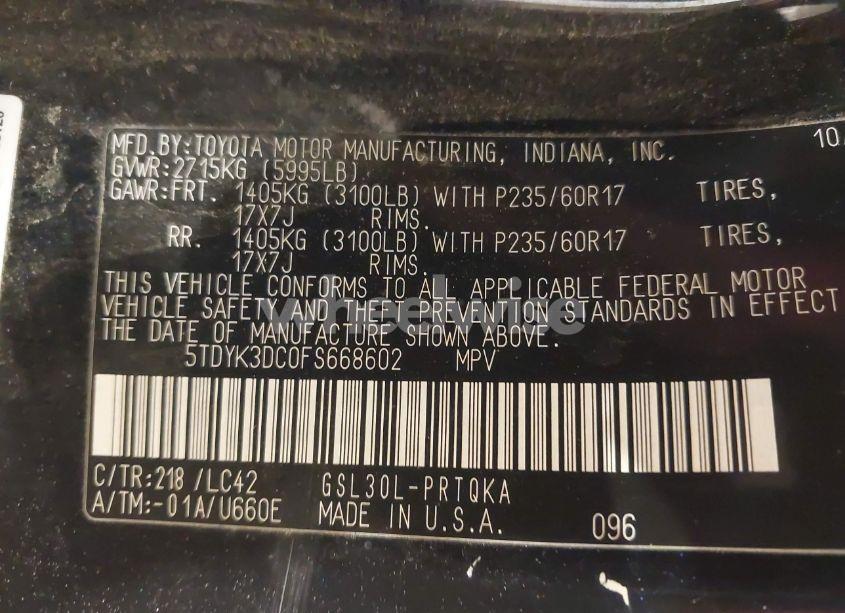 MFD.BY:TOYOTA MOTOR MANUFACTURING, INDIANA, INC. 10/
GVWR:2715KG (5995LB)
GAWR:FRT. 1405KG (3100LB) WITH P235/60R17 TIRES,
17X7J RIMS.
RR. 1405KG (3100LB) WITH P235/60R17 TIRES,
17X7J RIMS.
THIS VEHICLE CONFORMS TO ALL APPLICABLE FEDERAL MOTOR
VEHICLE SAFETY AND THEFT PREVENTION STANDARDS IN EFFECT
THE DATE OF MANUFACTURE SHOWN ABOVE.
wheelwice
5TDYK3DC0FS668602 MPV
C/TR:218 /LC42 GSL30L-PRTQKA
A/TM:-01A/U660E MADE IN U.S.A. 096